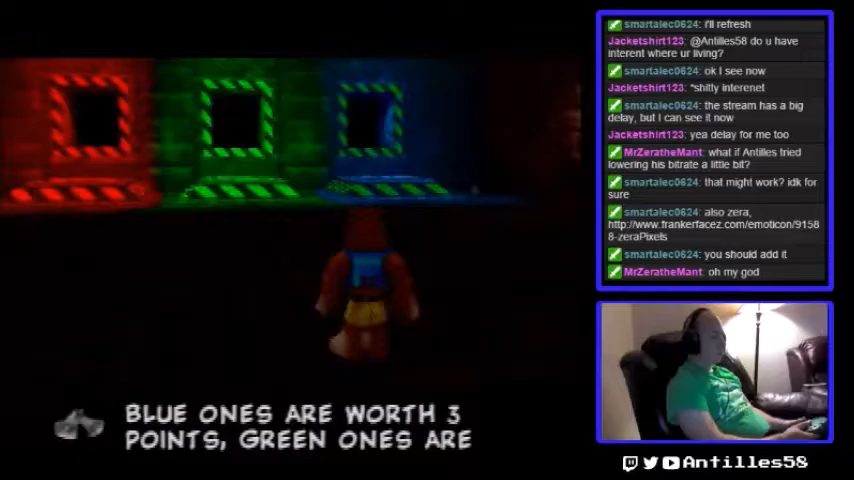 smartalec0624: i'll refresh
Jacketshirt123: @Antilles58 do u have
interent where ur living?
smartalec0624: ok I see now
Jacketshirt123: *shitty interenet
smartalec0624: the stream has a big
delay, but I can see it now
Jacketshirt123: yea delay for me too
MrZeratheMant: what if Antilles tried
lowering his bitrate a little bit?
smartalec0624: that might work? idk for
sure
smartalec0624: also zera,
http://www.frankerfacez.com/emoticon/9158
8-zeraPixels
smartalec0624: you should add it
MrZeratheMant: oh my god
BLUE ONES ARE WORTH 3
POINTS, GREEN ONES ARE
Antilles58